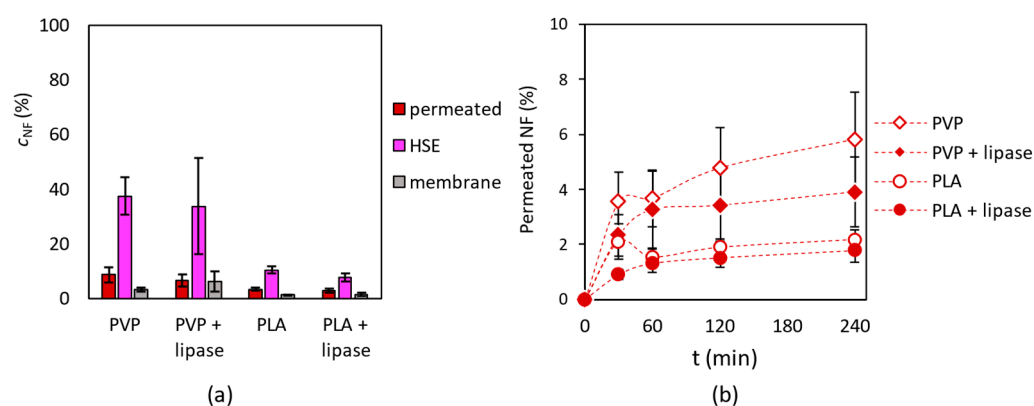 100
80
60
40
20
0
c_NF (%)
PVP
PVP +
lipase
PLA
PLA +
lipase
permeated
HSE
membrane
(a)
10
8
6
4
2
0
Permeated NF (%)
0
60
120
180
240
t (min)
PVP
PVP + lipase
PLA
PLA + lipase
(b)